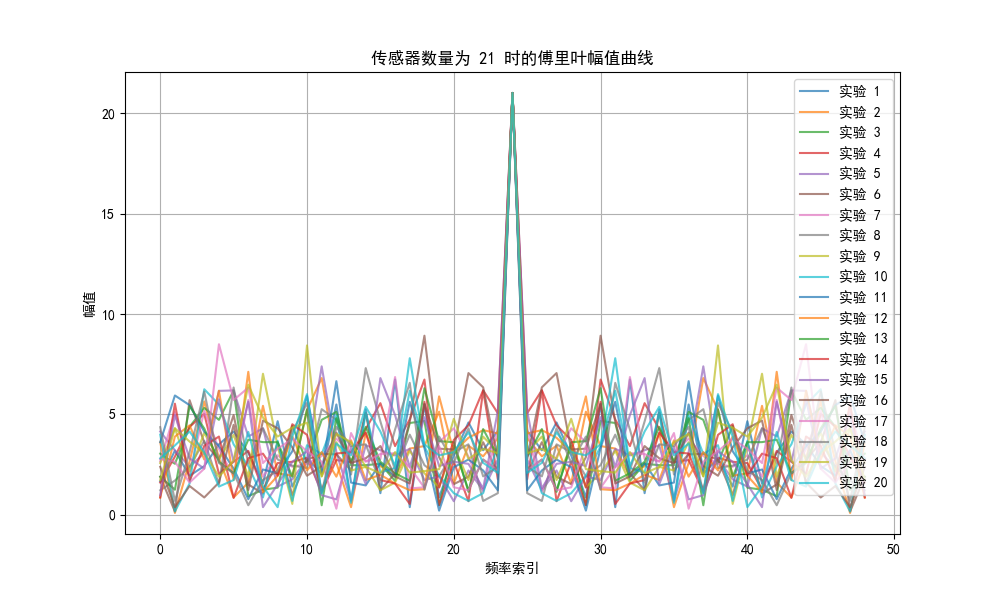 传感器数量为 21 时的傅里叶幅值曲线
幅值
20
15
10
5
0
0 10 20 30 40 50
频率索引
实验 1
实验 2
实验 3
实验 4
实验 5
实验 6
实验 7
实验 8
实验 9
实验 10
实验 11
实验 12
实验 13
实验 14
实验 15
实验 16
实验 17
实验 18
实验 19
实验 20